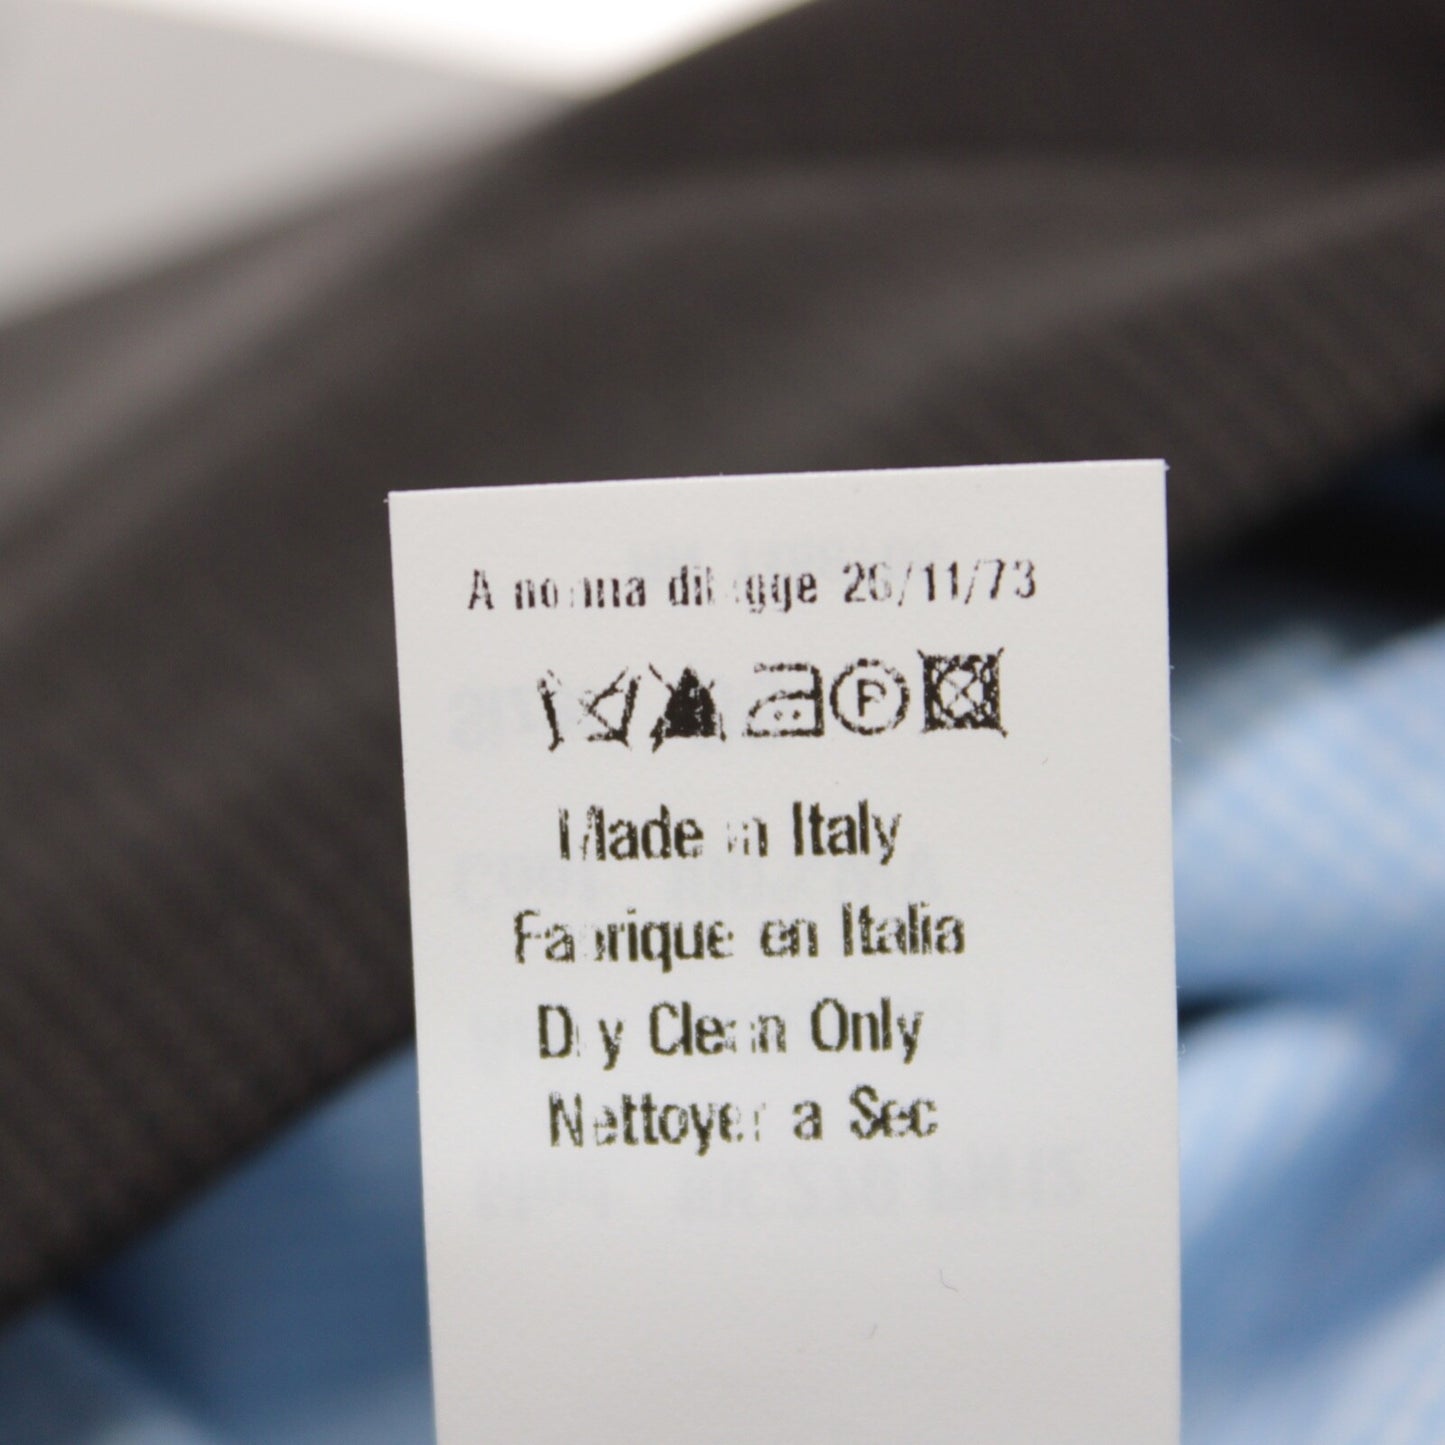 A norma di legge 26/11/73
P
Made in Italy
Fabrique en Italia
Dry Clean Only
Nettoyer a Sec